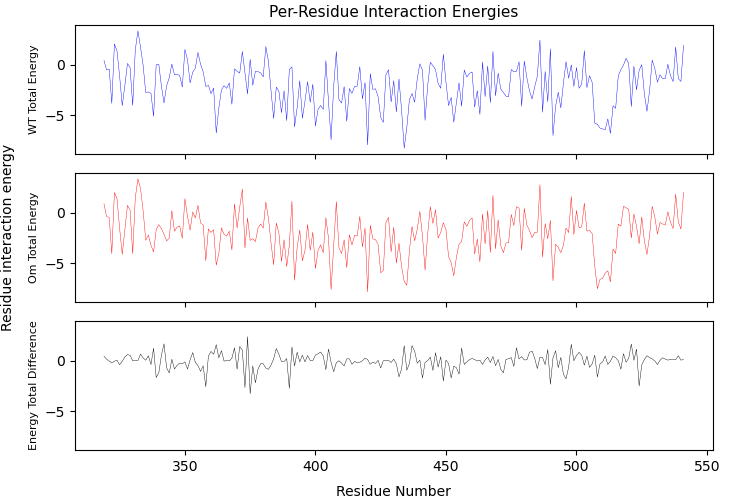 Per-Residue Interaction Energies
Residue interaction energy
WT Total Energy
0
−5
Om Total Energy
0
−5
Energy Total Difference
0
−5
350 400 450 500 550
Residue Number